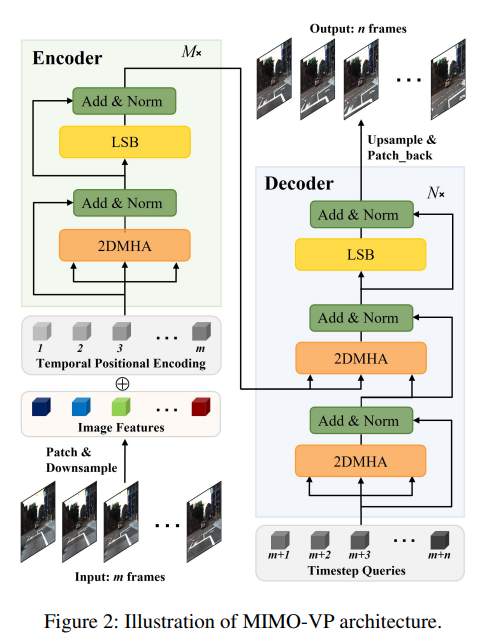 Encoder
M×
Add & Norm
LSB
Add & Norm
2DMHA
1 2 3 ... m
Temporal Positional Encoding
Image Features
Patch &
Downsample
Input: m frames
Output: n frames
Upsample &
Patch_back
Decoder
N×
Add & Norm
LSB
Add & Norm
2DMHA
Add & Norm
2DMHA
m+1 m+2 m+3 ... m+n
Timestep Queries
Figure 2: Illustration of MIMO-VP architecture.